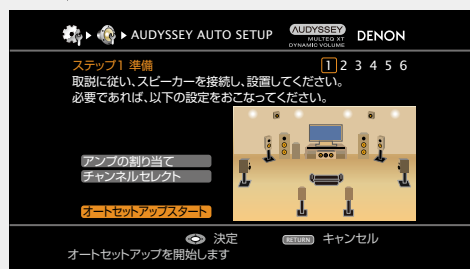 AUDYSSEY AUTO SETUP
AUDYSSEY
MULTEQ XT
DYNAMIC VOLUME
DENON
ステップ1 準備
1 2 3 4 5 6
取説に従い、スピーカーを接続し、設置してください。
必要であれば、以下の設定をおこなってください。
アンプの割り当て
チャンネルセレクト
オートセットアップスタート
決定
RETURN キャンセル
オートセットアップを開始します